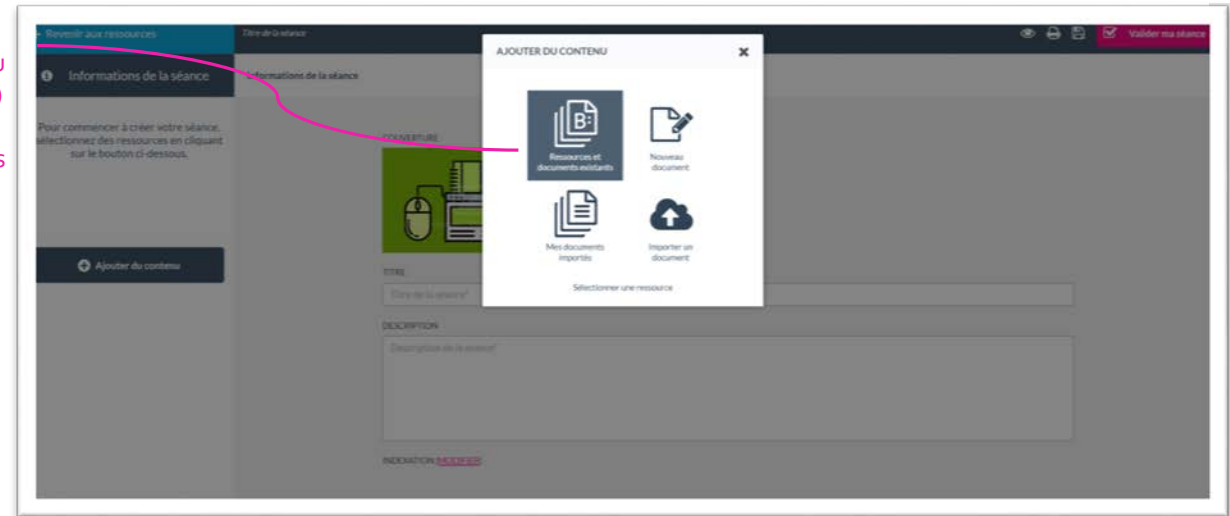 Revenir aux ressources
Titre de la séance
Valider ma séance
Informations de la séance
Informations de la séance
Pour commencer à créer votre séance,
sélectionnez des ressources en cliquant
sur le bouton ci-dessous.
Ajouter du contenu
AJOUTER DU CONTENU
B:
Ressources et
documents existants
Nouveau
document
Mes documents
importés
Importer un
document
Sélectionner une ressource
COUVERTURE
TITRE
Titre de la séance*
DESCRIPTION
Description de la séance*
INDEXATION (MODIFIER)